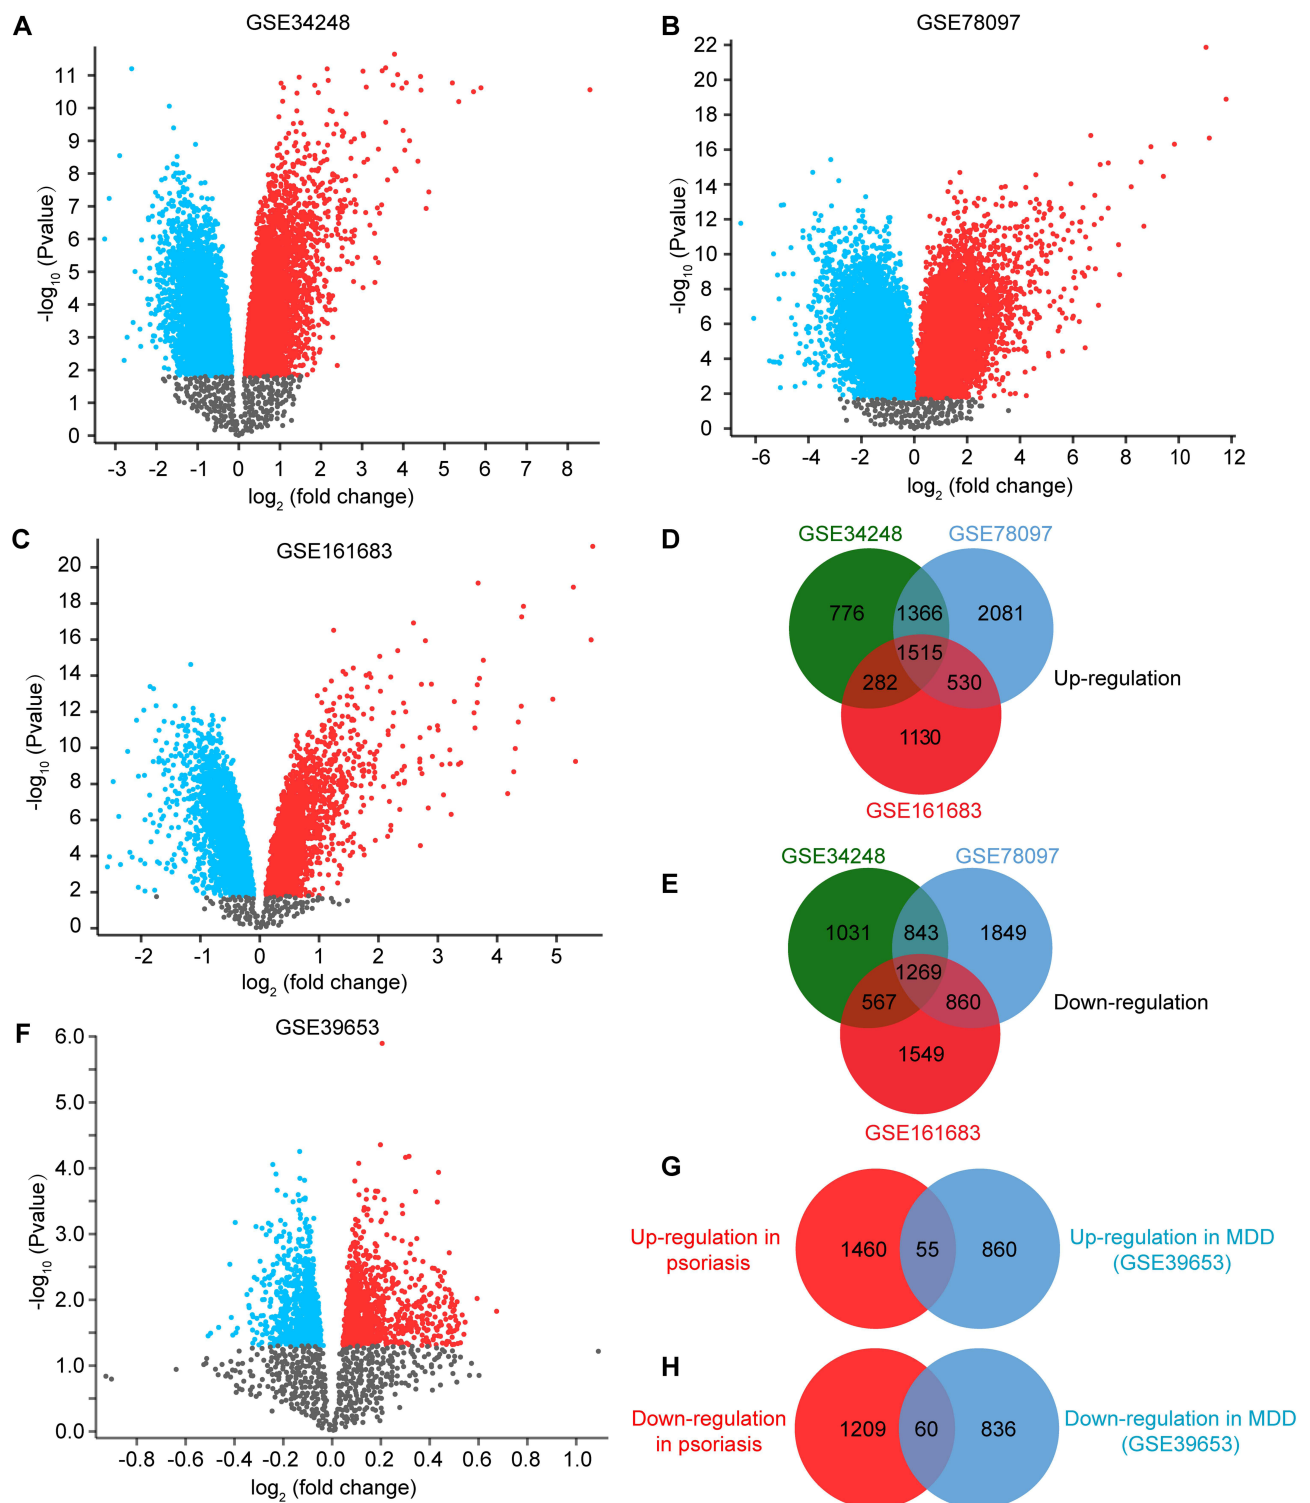 A
GSE34248
11
10
9
8
7
6
5
4
3
2
1
0
-log10 (Pvalue)
-3 -2 -1 0 1 2 3 4 5 6 7 8
log2 (fold change)
B
GSE78097
22
20
18
16
14
12
10
8
6
4
2
0
-log10 (Pvalue)
-6 -4 -2 0 2 4 6 8 10 12
log2 (fold change)
C
GSE161683
20
18
16
14
12
10
8
6
4
2
0
-log10 (Pvalue)
-2 -1 0 1 2 3 4 5
log2 (fold change)
D
GSE34248 GSE78097
776 1366 2081
1515
282 530
1130
Up-regulation
GSE161683
E
GSE34248 GSE78097
1031 843 1849
1269
567 860
Down-regulation
1549
GSE161683
F
GSE39653
6.0
5.0
4.0
3.0
2.0
1.0
0.0
-log10 (Pvalue)
-0.8 -0.6 -0.4 -0.2 0.0 0.2 0.4 0.6 0.8 1.0
log2 (fold change)
G
Up-regulation in
psoriasis
1460 55 860
Up-regulation in MDD
(GSE39653)
H
Down-regulation
in psoriasis
1209 60 836
Down-regulation in MDD
(GSE39653)